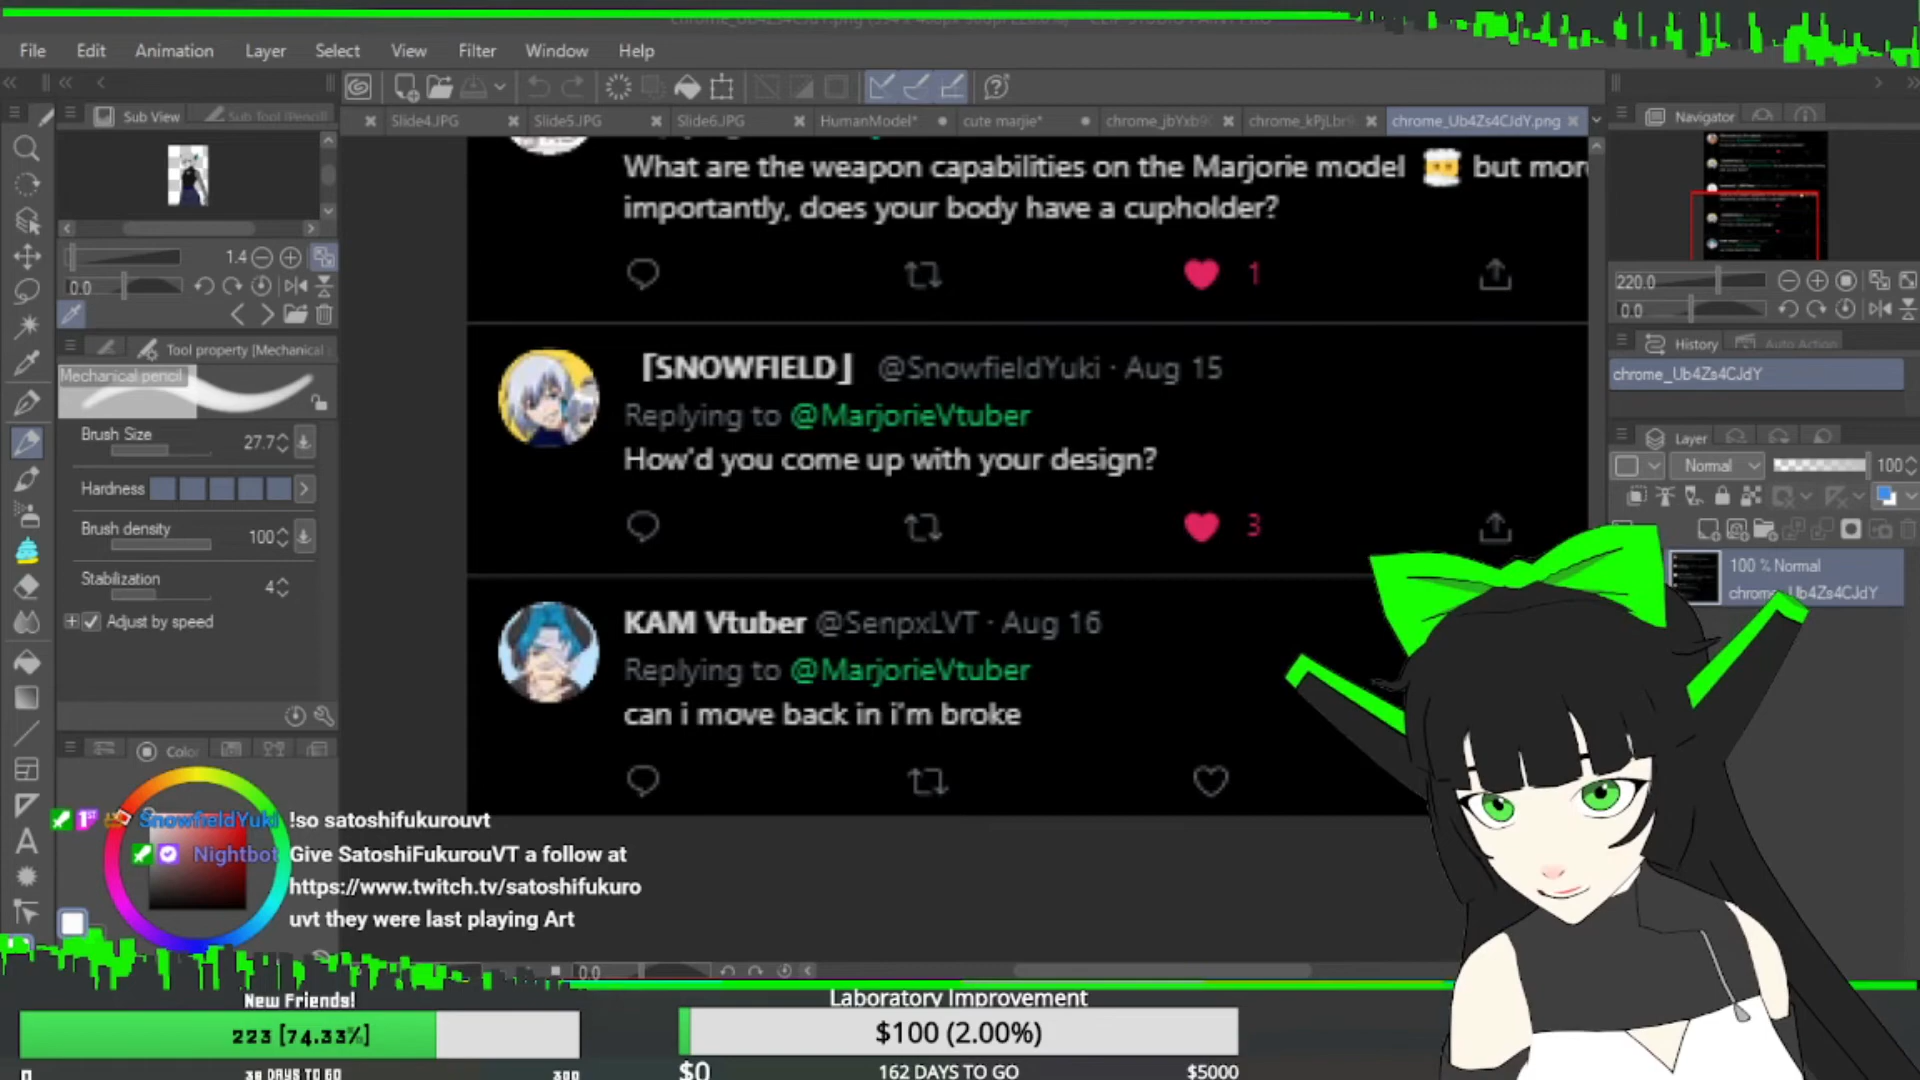 File Edit Animation Layer Select View Filter Window Help
Sub View
Slide4.JPG Slide5.JPG Slide6.JPG HumanModel* cute marjie* chrome_Ub4Zs4CJdY.png
Navigator
What are the weapon capabilities on the Marjorie model but more
importantly, does your body have a cupholder?
1
1.4
0.0
220.0
0.0
Tool property [Mechanical
Mechanical pencil
History Auto Action
chrome_Ub4Zs4CJdY
[SNOWFIELD] @SnowfieldYuki · Aug 15
Replying to @MarjorieVtuber
How'd you come up with your design?
3
Brush Size 27.7
Hardness
Brush density 100
Stabilization 4
Adjust by speed
Layer
Normal 100
100 % Normal
chrome_Ub4Zs4CJdY
KAM Vtuber @SenpxLVT · Aug 16
Replying to @MarjorieVtuber
can i move back in i'm broke
Color
SnowfieldYuki !so satoshifukurouvt
Nightbot Give SatoshiFukurouVT a follow at
https://www.twitch.tv/satoshifukuro
uvt they were last playing Art
0.0
New Friends!
223 [74.33%]
Laboratory Improvement
$100 (2.00%)
$0 162 DAYS TO GO $5000